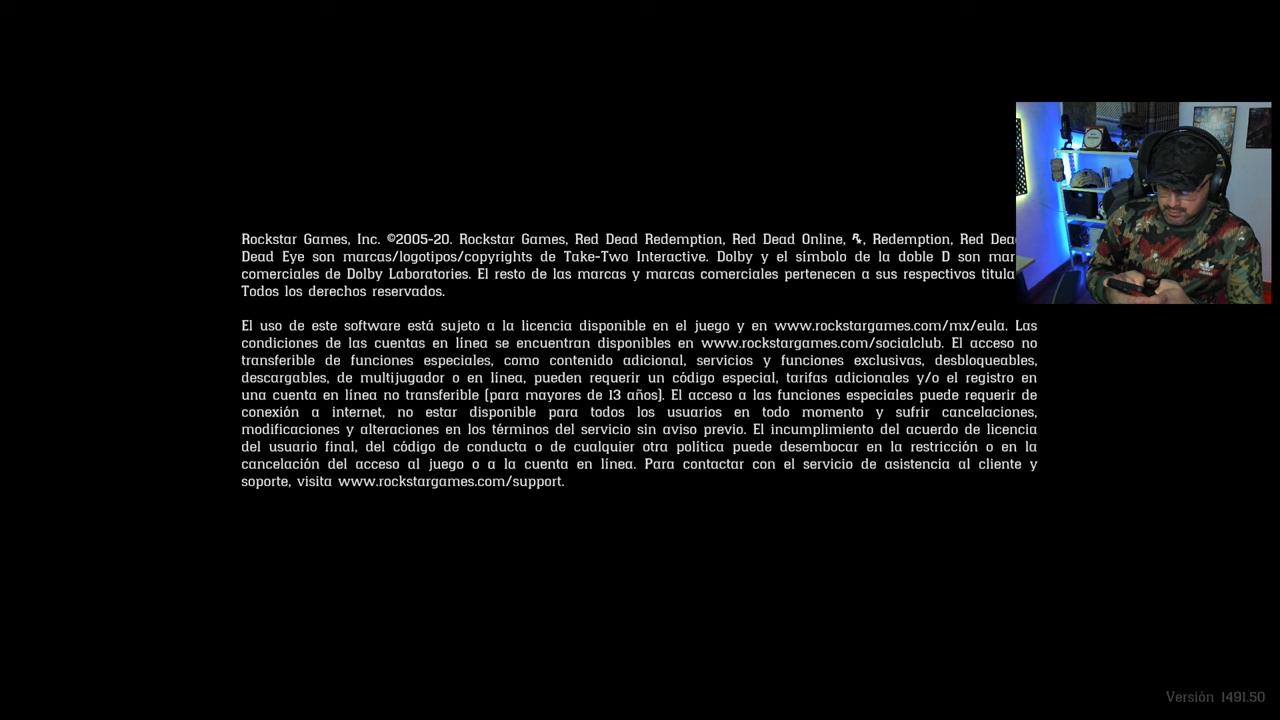 Rockstar Games, Inc. ©2005-20. Rockstar Games, Red Dead Redemption, Red Dead Online, R*, Redemption, Red Dead
Dead Eye son marcas/logotipos/copyrights de Take-Two Interactive. Dolby y el símbolo de la doble D son
comerciales de Dolby Laboratories. El resto de las marcas y marcas comerciales pertenecen a sus respectivos
Todos los derechos reservados.
El uso de este software está sujeto a la licencia disponible en el juego y en www.rockstargames.com/mx/eula. Las
condiciones de las cuentas en línea se encuentran disponibles en www.rockstargames.com/socialclub. El acceso no
transferible de funciones especiales, como contenido adicional, servicios y funciones exclusivas, desbloqueables,
descargables, de multijugador o en línea, pueden requerir un código especial, tarifas adicionales y/o el registro en
una cuenta en línea no transferible (para mayores de 13 años). El acceso a las funciones especiales puede requerir de
conexión a internet, no estar disponible para todos los usuarios en todo momento y sufrir cancelaciones,
modificaciones y alteraciones en los términos del servicio sin aviso previo. El incumplimiento del acuerdo de licencia
del usuario final, del código de conducta o de cualquier otra política puede desembocar en la restricción o en la
cancelación del acceso al juego o a la cuenta en línea. Para contactar con el servicio de asistencia al cliente y
soporte, visita www.rockstargames.com/support.
Versión 1491.50